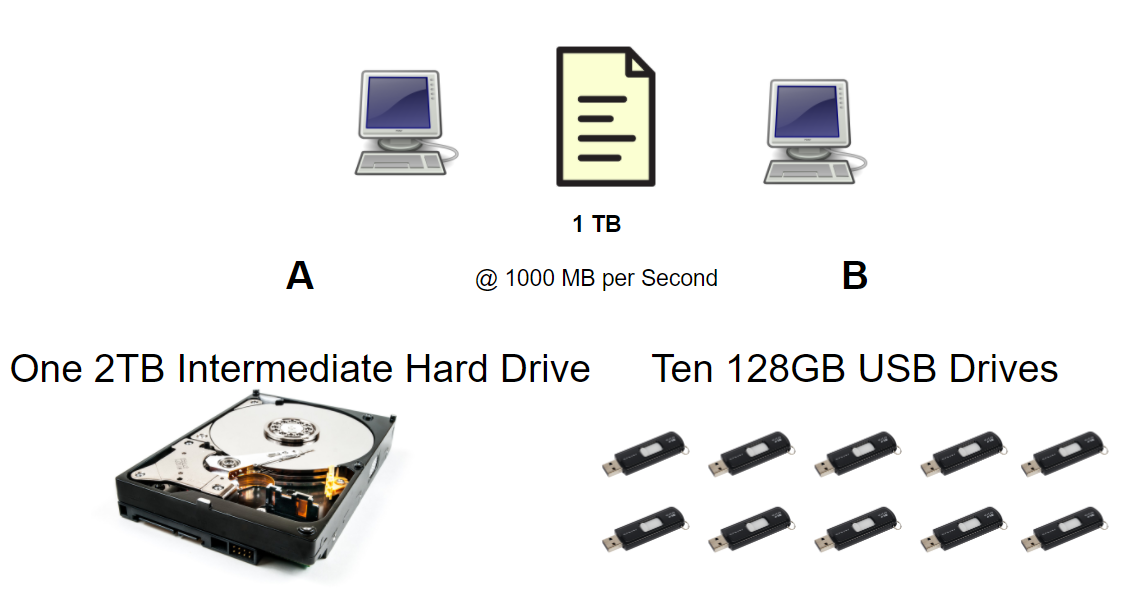 1 TB
A
@ 1000 MB per Second
B
One 2TB Intermediate Hard Drive
Ten 128GB USB Drives